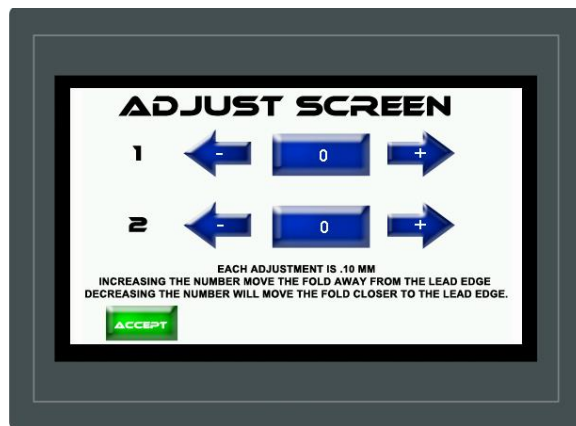 ADJUST SCREEN
1 - 0 +
2 - 0 +
EACH ADJUSTMENT IS .10 MM
INCREASING THE NUMBER MOVE THE FOLD AWAY FROM THE LEAD EDGE
DECREASING THE NUMBER WILL MOVE THE FOLD CLOSER TO THE LEAD EDGE.
ACCEPT